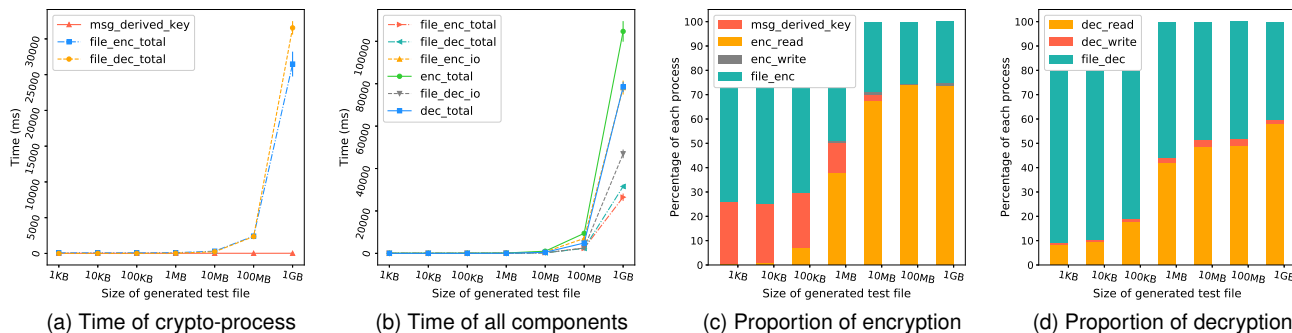 msg_derived_key
file_enc_total
file_dec_total
Time (ms)
30000
25000
20000
15000
10000
5000
0
1KB 10KB 100KB 1MB 10MB 100MB 1GB
Size of generated test file
(a) Time of crypto-process
file_enc_total
file_dec_total
file_enc_io
enc_total
file_dec_io
dec_total
Time (ms)
100000
80000
60000
40000
20000
0
1KB 10KB 100KB 1MB 10MB 100MB 1GB
Size of generated test file
(b) Time of all components
msg_derived_key
enc_read
enc_write
file_enc
Percentage of each process
100
90
80
70
60
50
40
30
20
10
0
1KB 10KB 100KB 1MB 10MB 100MB 1GB
Size of generated test file
(c) Proportion of encryption
dec_read
dec_write
file_dec
Percentage of each process
100
90
80
70
60
50
40
30
20
10
0
1KB 10KB 100KB 1MB 10MB 100MB 1GB
Size of generated test file
(d) Proportion of decryption